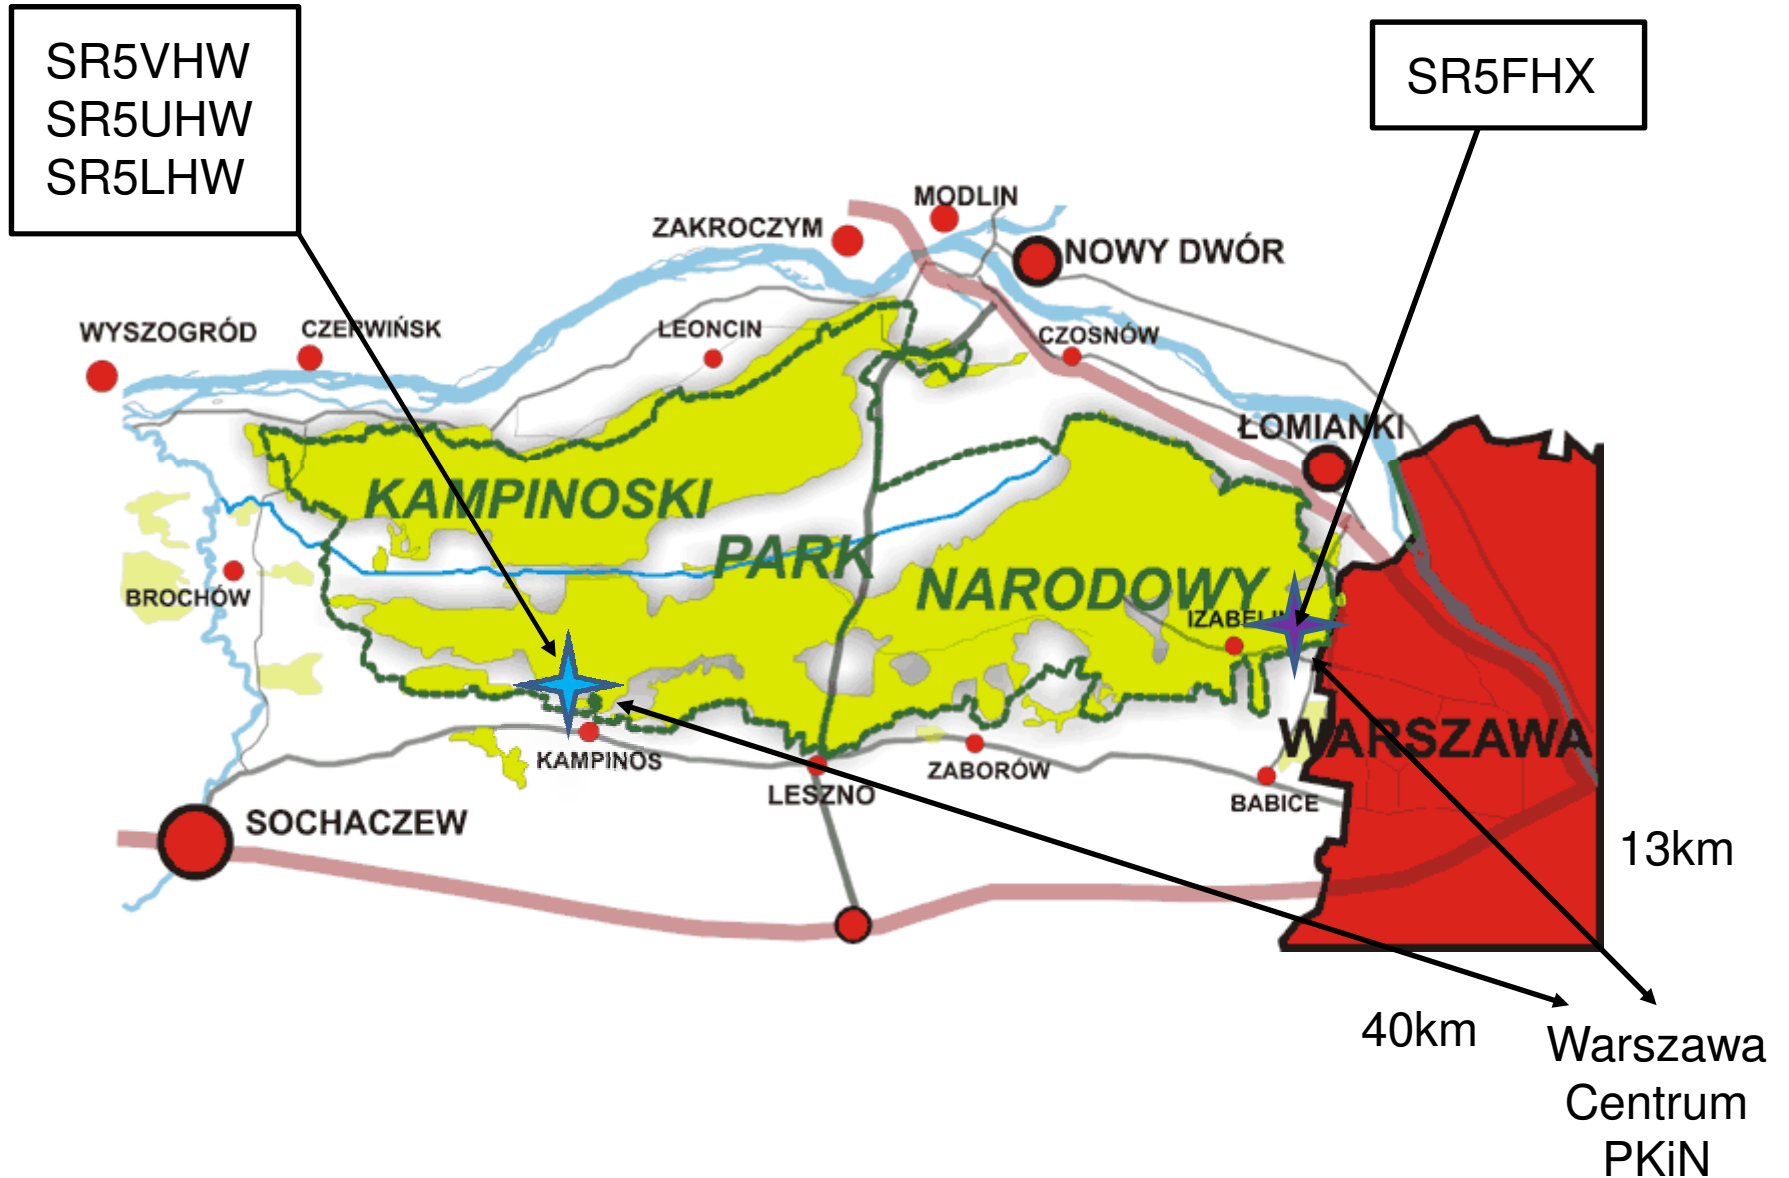 SR5VHW
SR5UHW
SR5LHW
SR5FHX
MODLIN
ZAKROCZYM
NOWY DWÓR
WYSZOGRÓD
CZERWIŃSK
LEONCIN
CZOSNÓW
ŁOMIANKI
KAMPINOSKI
PARK
NARODOWY
BROCHÓW
IZABELIN
WARSZAWA
KAMPINOS
ZABORÓW
LESZNO
BABICE
SOCHACZEW
13km
40km
Warszawa
Centrum
PKiN